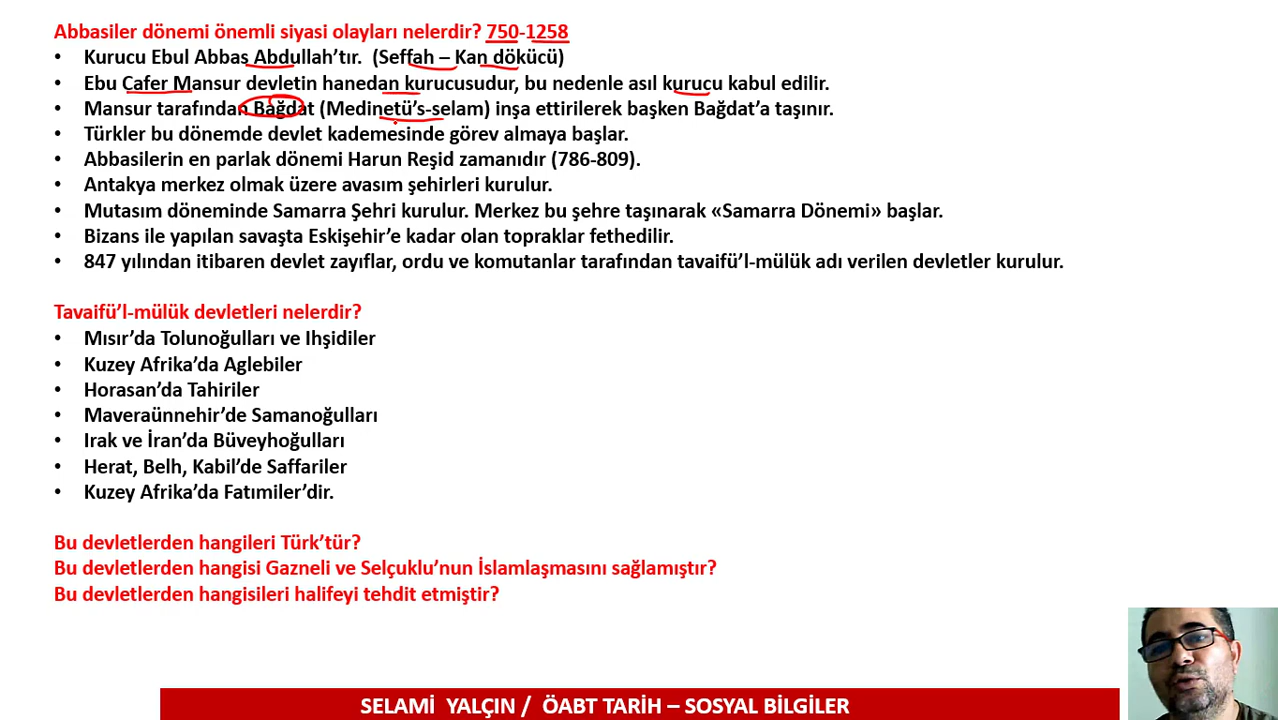 Abbasiler dönemi önemli siyasi olayları nelerdir? 750-1258
• Kurucu Ebul Abbas Abdullah’tır. (Seffah – Kan dökücü)
• Ebu Cafer Mansur devletin hanedan kurucusudur, bu nedenle asıl kurucu kabul edilir.
• Mansur tarafından Bağdat (Medinetü’s-selam) inşa ettirilerek başken Bağdat’a taşınır.
• Türkler bu dönemde devlet kademesinde görev almaya başlar.
• Abbasilerin en parlak dönemi Harun Reşid zamanıdır (786-809).
• Antakya merkez olmak üzere avasım şehirleri kurulur.
• Mutasım döneminde Samarra Şehri kurulur. Merkez bu şehre taşınarak «Samarra Dönemi» başlar.
• Bizans ile yapılan savaşta Eskişehir’e kadar olan topraklar fethedilir.
• 847 yılından itibaren devlet zayıflar, ordu ve komutanlar tarafından tavaifü’l-mülük adı verilen devletler kurulur.
Tavaifü’l-mülük devletleri nelerdir?
• Mısır’da Tolunoğulları ve Ihşidiler
• Kuzey Afrika’da Aglebiler
• Horasan’da Tahiriler
• Maveraünnehir’de Samanoğulları
• Irak ve İran’da Büveyhoğulları
• Herat, Belh, Kabil’de Saffariler
• Kuzey Afrika’da Fatımiler’dir.
Bu devletlerden hangileri Türk’tür?
Bu devletlerden hangisi Gazneli ve Selçuklu’nun İslamlaşmasını sağlamıştır?
Bu devletlerden hangisileri halifeyi tehdit etmiştir?
SELAMİ YALÇIN / ÖABT TARİH – SOSYAL BİLGİLER